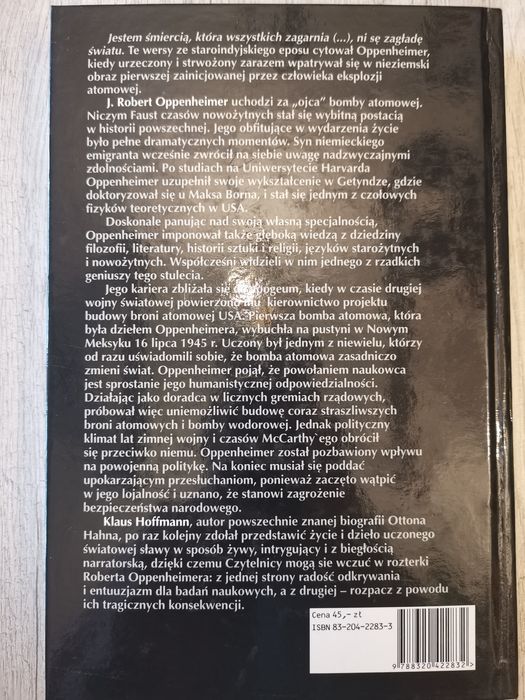 Jestem śmiercią, która wszystkich zagarnia (...), ni sę zagładę
świata. Te wersy ze staroindyjskiego eposu cytował Oppenheimer,
kiedy urzeczony i strwożony zarazem wpatrywał się w nieziemski
obraz pierwszej zainicjowanej przez człowieka eksplozji
atomowej.
J. Robert Oppenheimer uchodzi za „ojca” bomby atomowej.
Niczym Faust czasów nowożytnych stał się wybitną postacią
w historii powszechnej. Jego obfitujące w wydarzenia życie
było pełne dramatycznych momentów. Syn niemieckiego
emigranta wcześnie zwrócił na siebie uwagę nadzwyczajnymi
zdolnościami. Po studiach na Uniwersytecie Harvarda
Oppenheimer uzupełnił swoje wykształcenie w Getyndze, gdzie
doktoryzował się u Maksa Borna, i stał się jednym z czołowych
fizyków teoretycznych w USA.
Doskonale panując nad swoją własną specjalnością,
Oppenheimer imponował także głęboką wiedzą z dziedziny
filozofii, literatury, historii sztuki i religii, języków starożytnych
i nowożytnych. Współcześni widzieli w nim jednego z rzadkich
geniuszy tego stulecia.
Jego kariera zbliżała się do apogeum, kiedy w czasie drugiej
wojny światowej powierzono mu kierownictwo projektu
budowy broni atomowej USA. Pierwsza bomba atomowa, która
była dziełem Oppenheimera, wybuchła na pustyni w Nowym
Meksyku 16 lipca 1945 r. Uczony był jednym z niewielu, którzy
od razu uświadomili sobie, że bomba atomowa zasadniczo
zmieni świat. Oppenheimer pojął, że powołaniem naukowca
jest sprostanie jego humanistycznej odpowiedzialności.
Działając jako doradca w licznych gremiach rządowych,
próbował więc uniemożliwić budowę coraz straszliwszych
broni atomowych i bomby wodorowej. Jednak polityczny
klimat lat zimnej wojny i czasów McCarthy`ego obrócił
się przeciwko niemu. Oppenheimer został pozbawiony wpływu
na powojenną politykę. Na koniec musiał się poddać
upokarzającym przesłuchaniom, ponieważ zaczęto wątpić
w jego lojalność i uznano, że stanowi zagrożenie
bezpieczeństwa narodowego.
Klaus Hoffmann, autor powszechnie znanej biografii Ottona
Hahna, po raz kolejny zdołał przedstawić życie i dzieło uczonego
światowej sławy w sposób żywy, intrygujący i z biegłością
narratorską, dzięki czemu Czytelnicy mogą sie wczuć w rozterki
Roberta Oppenheimera: z jednej strony radość odkrywania
i entuzjazm dla badań naukowych, a z drugiej – rozpacz z powodu
ich tragicznych konsekwencji.
Cena 45,– zł
ISBN 83-204-2283-3
9 788320 422832 >